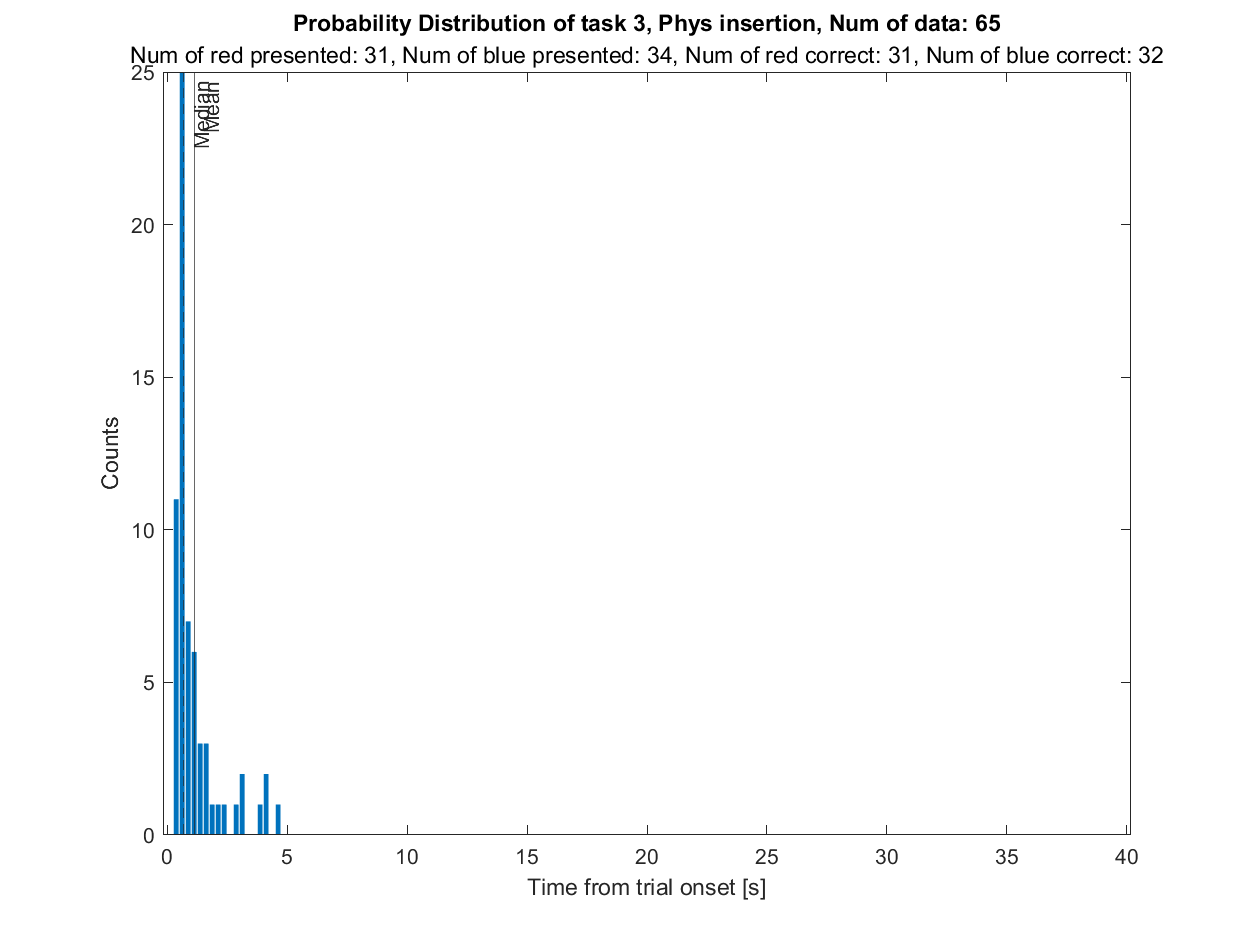 Probability Distribution of task 3, Phys insertion, Num of data: 65
Num of red presented: 31, Num of blue presented: 34, Num of red correct: 31, Num of blue correct: 32
Median
Mean
25
20
15
10
5
0
Counts
0 5 10 15 20 25 30 35 40
Time from trial onset [s]